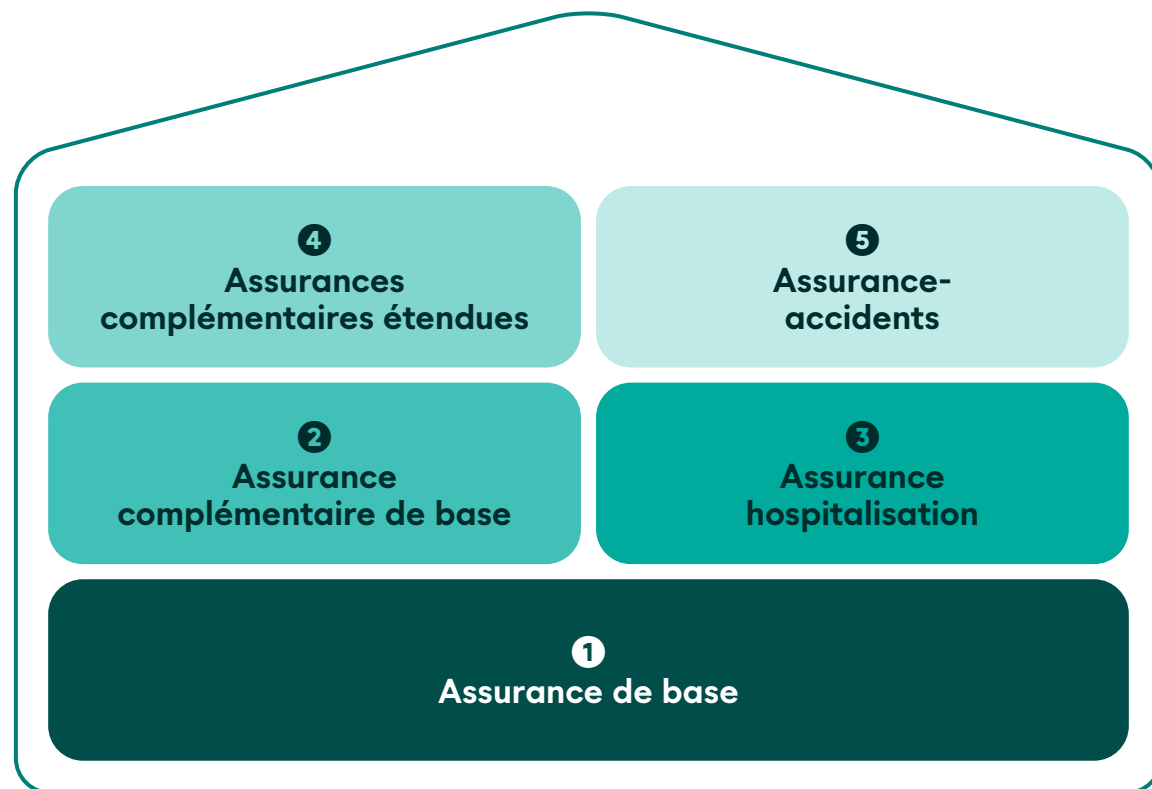 4
Assurances
complémentaires étendues
5
Assurance-
accidents
2
Assurance
complémentaire de base
3
Assurance
hospitalisation
1
Assurance de base